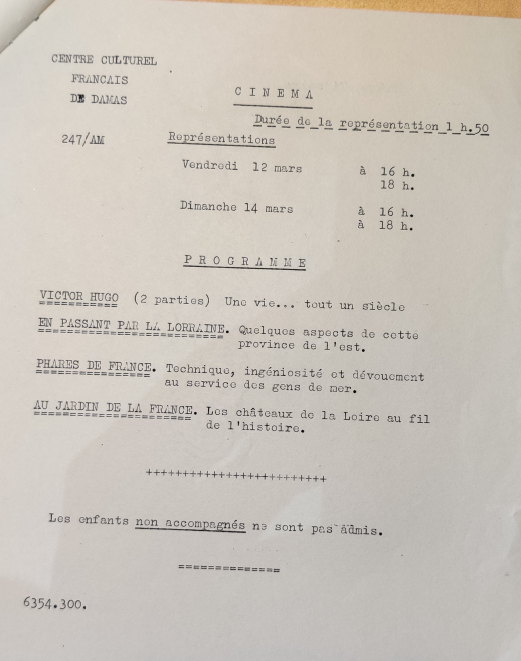 CENTRE CULTUREL
FRANCAIS
DE DAMAS
C I N E M A
Durée de la représentation 1 h.50
247/AM
Représentations
Vendredi 12 mars à 16 h.
18 h.
Dimanche 14 mars à 16 h.
à 18 h.
P R O G R A M M E
VICTOR HUGO (2 parties) Une vie... tout un siècle
EN PASSANT PAR LA LORRAINE. Quelques aspects de cette
province de l'est.
PHARES DE FRANCE. Technique, ingéniosité et dévouement
au service des gens de mer.
AU JARDIN DE LA FRANCE. Les châteaux de la Loire au fil
de l'histoire.
+++++++++++++++++++++++++
Les enfants non accompagnés ne sont pas admis.
==============
6354.300.